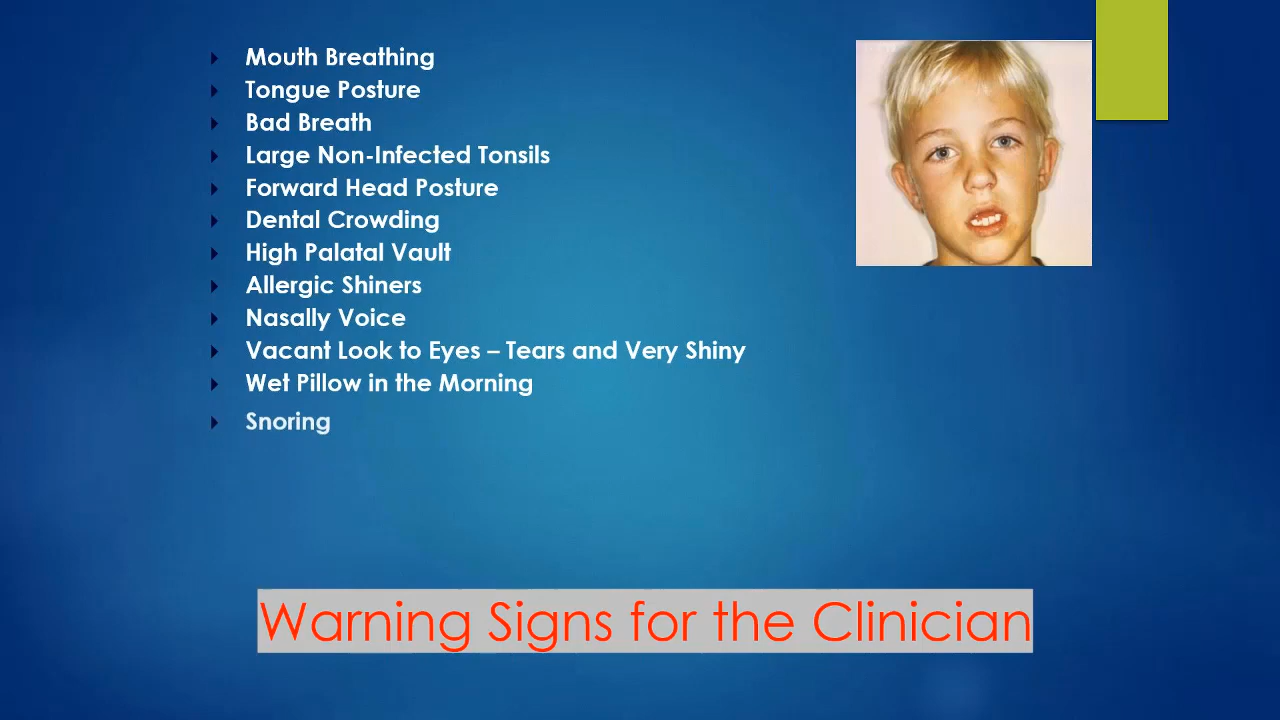 Mouth Breathing
Tongue Posture
Bad Breath
Large Non-Infected Tonsils
Forward Head Posture
Dental Crowding
High Palatal Vault
Allergic Shiners
Nasally Voice
Vacant Look to Eyes – Tears and Very Shiny
Wet Pillow in the Morning
Snoring
Warning Signs for the Clinician